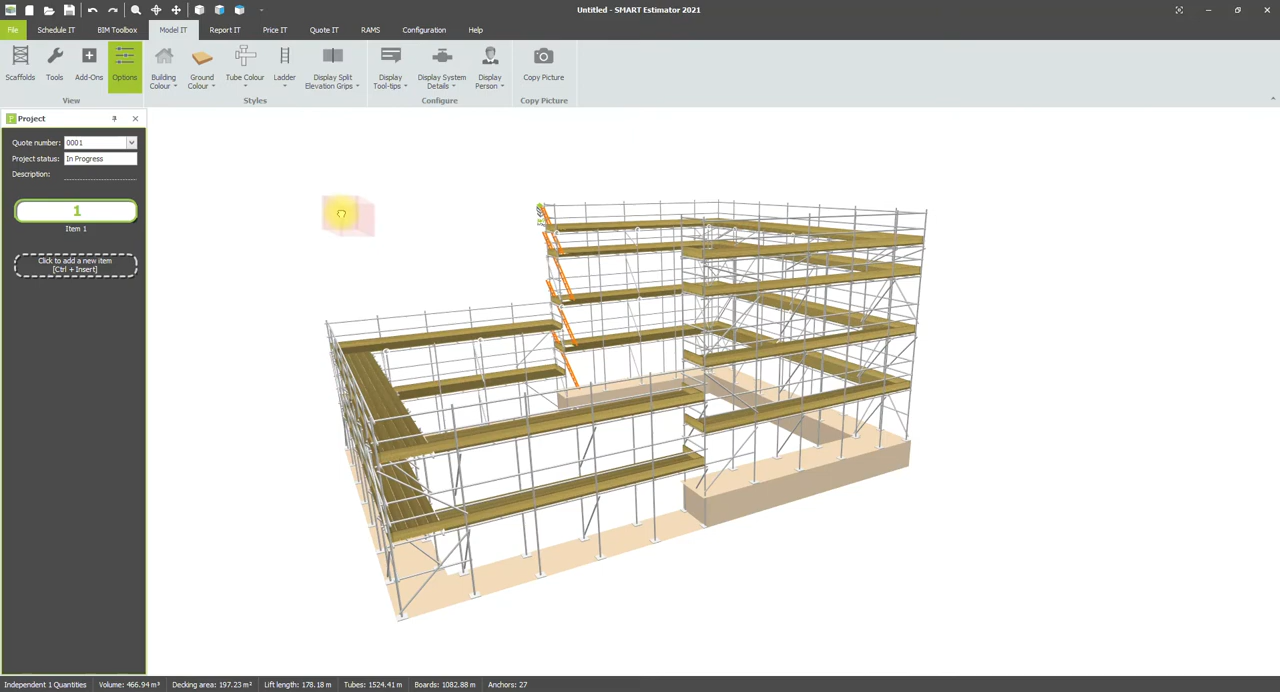 Untitled - SMART Estimator 2021
File
Schedule IT
BIM Toolbox
Model IT
Report IT
Price IT
Quote IT
RAMS
Configuration
Help
Scaffolds
Tools
Add-Ons
Options
Building
Colour
Ground
Colour
Tube Colour
Ladder
Display Split
Elevation Grips
Display
Tool-tips
Display System
Details
Display
Person
Copy Picture
View
Styles
Configure
Copy Picture
Project
Quote number: 0001
Project status: In Progress
Description:
1
Item 1
Click to add a new item
[Ctrl + Insert]
Independent 1 Quantities
Volume: 466.94 m³
Decking area: 197.23 m²
Lift length: 178.18 m
Tubes: 1524.41 m
Boards: 1082.88 m
Anchors: 27